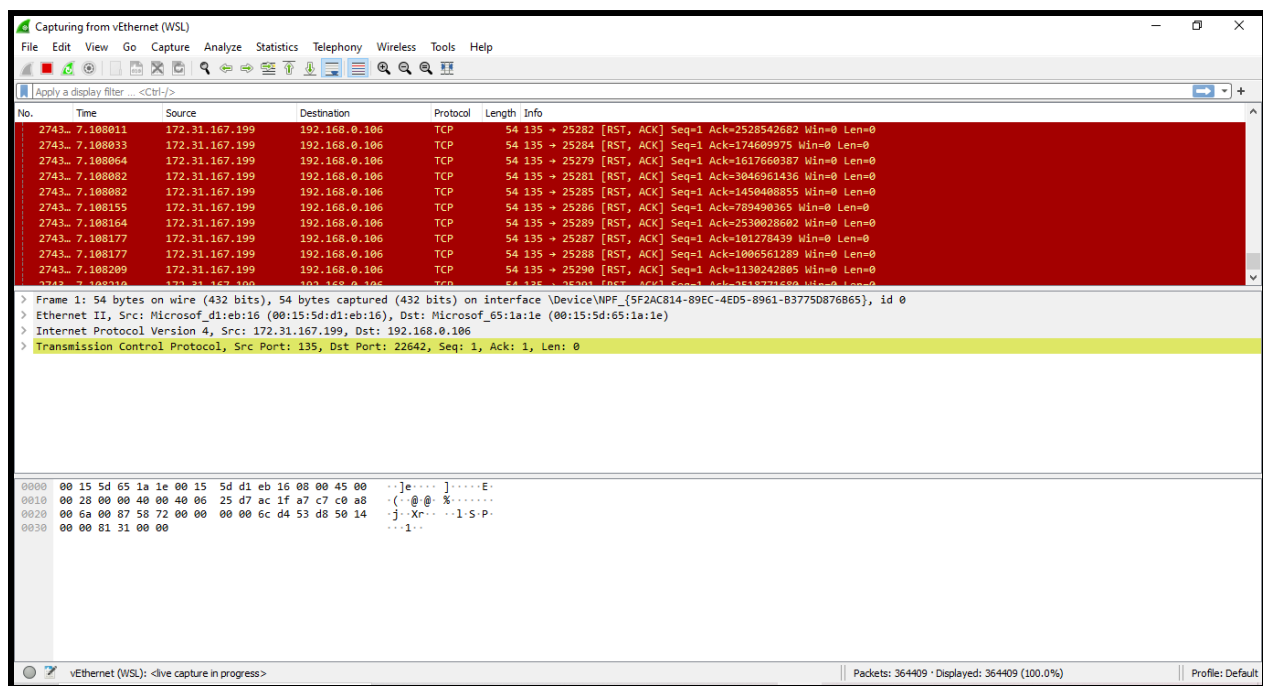 Capturing from vEthernet (WSL)
File Edit View Go Capture Analyze Statistics Telephony Wireless Tools Help
Apply a display filter ... <Ctrl-/>
No. Time Source Destination Protocol Length Info
2743… 7.108011 172.31.167.199 192.168.0.106 TCP 54 135 → 25282 [RST, ACK] Seq=1 Ack=2528542682 Win=0 Len=0
2743… 7.108033 172.31.167.199 192.168.0.106 TCP 54 135 → 25284 [RST, ACK] Seq=1 Ack=174609975 Win=0 Len=0
2743… 7.108064 172.31.167.199 192.168.0.106 TCP 54 135 → 25279 [RST, ACK] Seq=1 Ack=1617660387 Win=0 Len=0
2743… 7.108082 172.31.167.199 192.168.0.106 TCP 54 135 → 25281 [RST, ACK] Seq=1 Ack=3046961436 Win=0 Len=0
2743… 7.108082 172.31.167.199 192.168.0.106 TCP 54 135 → 25285 [RST, ACK] Seq=1 Ack=1450408855 Win=0 Len=0
2743… 7.108155 172.31.167.199 192.168.0.106 TCP 54 135 → 25286 [RST, ACK] Seq=1 Ack=789490365 Win=0 Len=0
2743… 7.108164 172.31.167.199 192.168.0.106 TCP 54 135 → 25289 [RST, ACK] Seq=1 Ack=2530028602 Win=0 Len=0
2743… 7.108177 172.31.167.199 192.168.0.106 TCP 54 135 → 25287 [RST, ACK] Seq=1 Ack=101278439 Win=0 Len=0
2743… 7.108177 172.31.167.199 192.168.0.106 TCP 54 135 → 25288 [RST, ACK] Seq=1 Ack=1006561289 Win=0 Len=0
2743… 7.108209 172.31.167.199 192.168.0.106 TCP 54 135 → 25290 [RST, ACK] Seq=1 Ack=1130242805 Win=0 Len=0
Frame 1: 54 bytes on wire (432 bits), 54 bytes captured (432 bits) on interface \Device\NPF_{5F2AC814-89EC-4ED5-8961-B3775D876B65}, id 0
Ethernet II, Src: Microsof_d1:eb:16 (00:15:5d:d1:eb:16), Dst: Microsof_65:1a:1e (00:15:5d:65:1a:1e)
Internet Protocol Version 4, Src: 172.31.167.199, Dst: 192.168.0.106
Transmission Control Protocol, Src Port: 135, Dst Port: 22642, Seq: 1, Ack: 1, Len: 0
0000 00 15 5d 65 1a 1e 00 15 5d d1 eb 16 08 00 45 00 ··]e···· ]·····E·
0010 00 28 00 00 40 00 40 06 25 d7 ac 1f a7 c7 c0 a8 ·(··@·@· %·······
0020 00 6a 00 87 58 72 00 00 00 00 6c d4 53 d8 50 14 ·j··Xr·· ··l·S·P·
0030 00 00 81 31 00 00 ···1··
vEthernet (WSL): <live capture in progress> Packets: 364409 · Displayed: 364409 (100.0%) Profile: Default